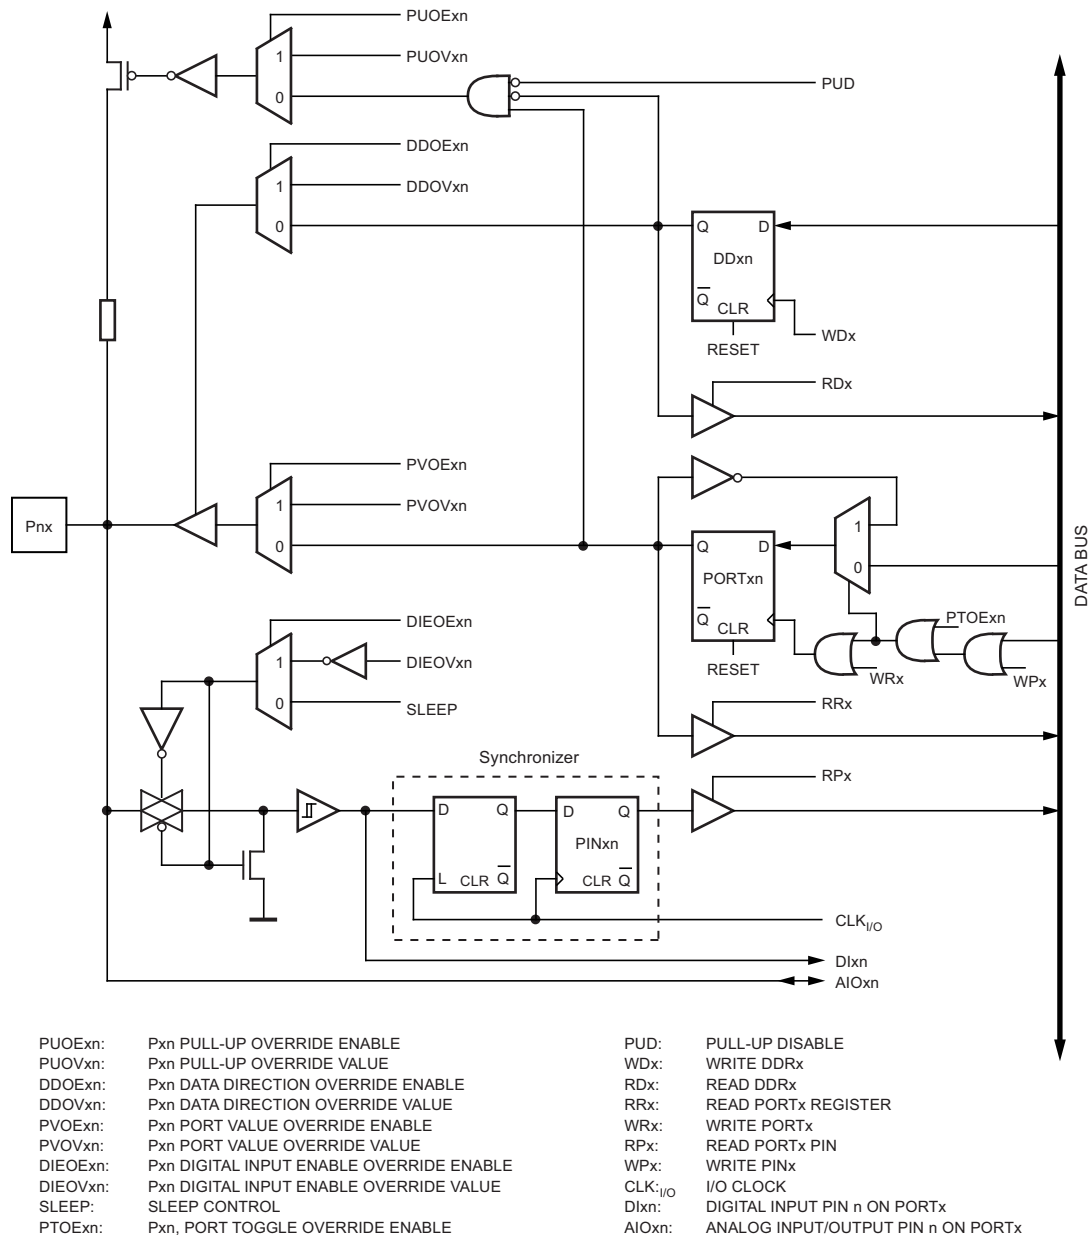 PUOExn
PUOVxn
1
0
PUD
DDOExn
DDOVxn
1
0
Q D
DDxn
Q
CLR
RESET
WDx
RDx
PVOExn
PVOVxn
1
0
Pnx
1
0
Q D
PORTxn
Q
CLR
RESET
PTOExn
WRx
WPx
DATA BUS
DIEOExn
DIEOVxn
1
0
SLEEP
RRx
Synchronizer
RPx
D Q
L CLR Q
D Q
PINxn
CLR Q
CLKI/O
DIxn
AIOxn
PUOExn: Pxn PULL-UP OVERRIDE ENABLE
PUOVxn: Pxn PULL-UP OVERRIDE VALUE
DDOExn: Pxn DATA DIRECTION OVERRIDE ENABLE
DDOVxn: Pxn DATA DIRECTION OVERRIDE VALUE
PVOExn: Pxn PORT VALUE OVERRIDE ENABLE
PVOVxn: Pxn PORT VALUE OVERRIDE VALUE
DIEOExn: Pxn DIGITAL INPUT ENABLE OVERRIDE ENABLE
DIEOVxn: Pxn DIGITAL INPUT ENABLE OVERRIDE VALUE
SLEEP: SLEEP CONTROL
PTOExn: Pxn, PORT TOGGLE OVERRIDE ENABLE
PUD: PULL-UP DISABLE
WDx: WRITE DDRx
RDx: READ DDRx
RRx: READ PORTx REGISTER
WRx: WRITE PORTx
RPx: READ PORTx PIN
WPx: WRITE PINx
CLK:I/O I/O CLOCK
DIxn: DIGITAL INPUT PIN n ON PORTx
AIOxn: ANALOG INPUT/OUTPUT PIN n ON PORTx